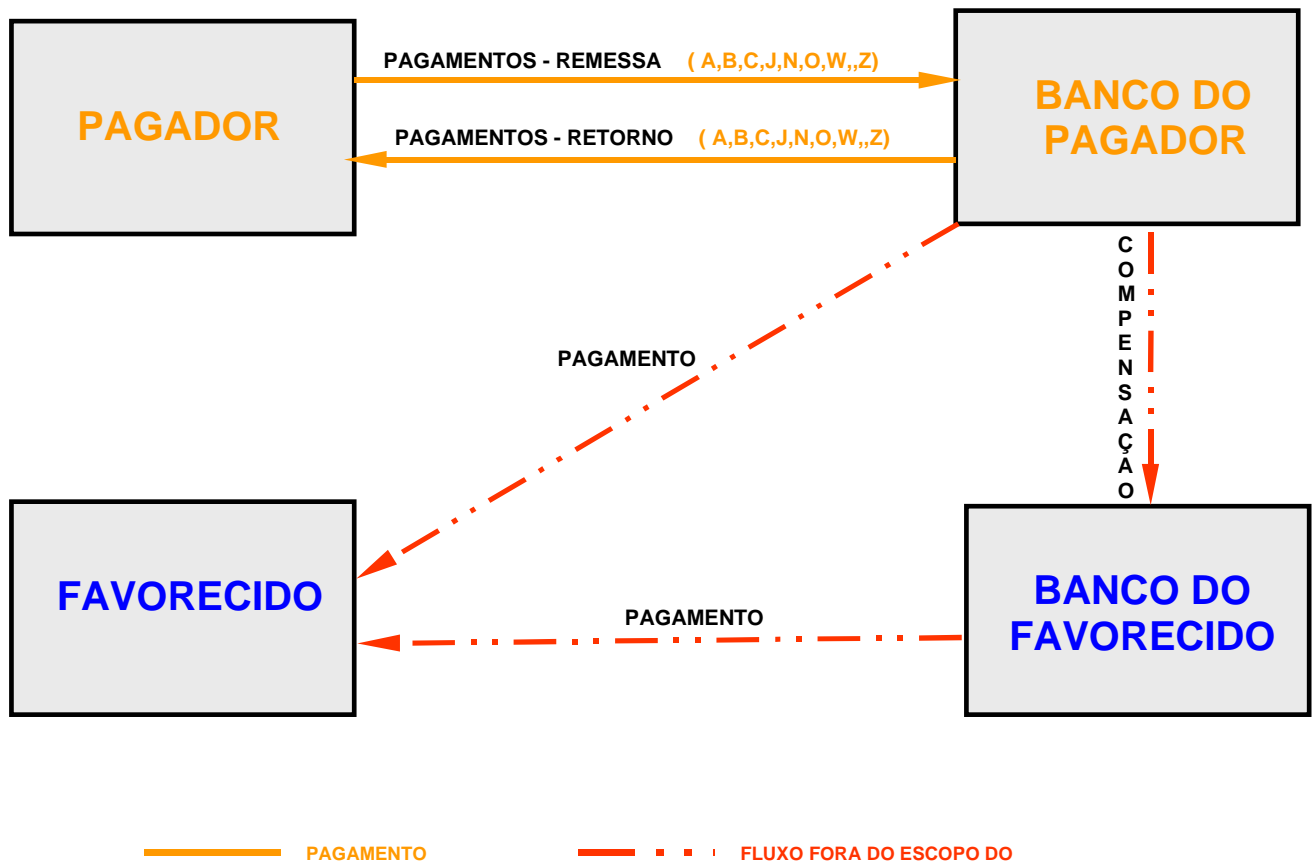 PAGAMENTOS - REMESSA ( A,B,C,J,N,O,W,,Z)
PAGADOR
BANCO DO
PAGADOR
PAGAMENTOS - RETORNO ( A,B,C,J,N,O,W,,Z)
COMPENSAÇAO
PAGAMENTO
FAVORECIDO
BANCO DO
FAVORECIDO
PAGAMENTO
PAGAMENTO
FLUXO FORA DO ESCOPO DO